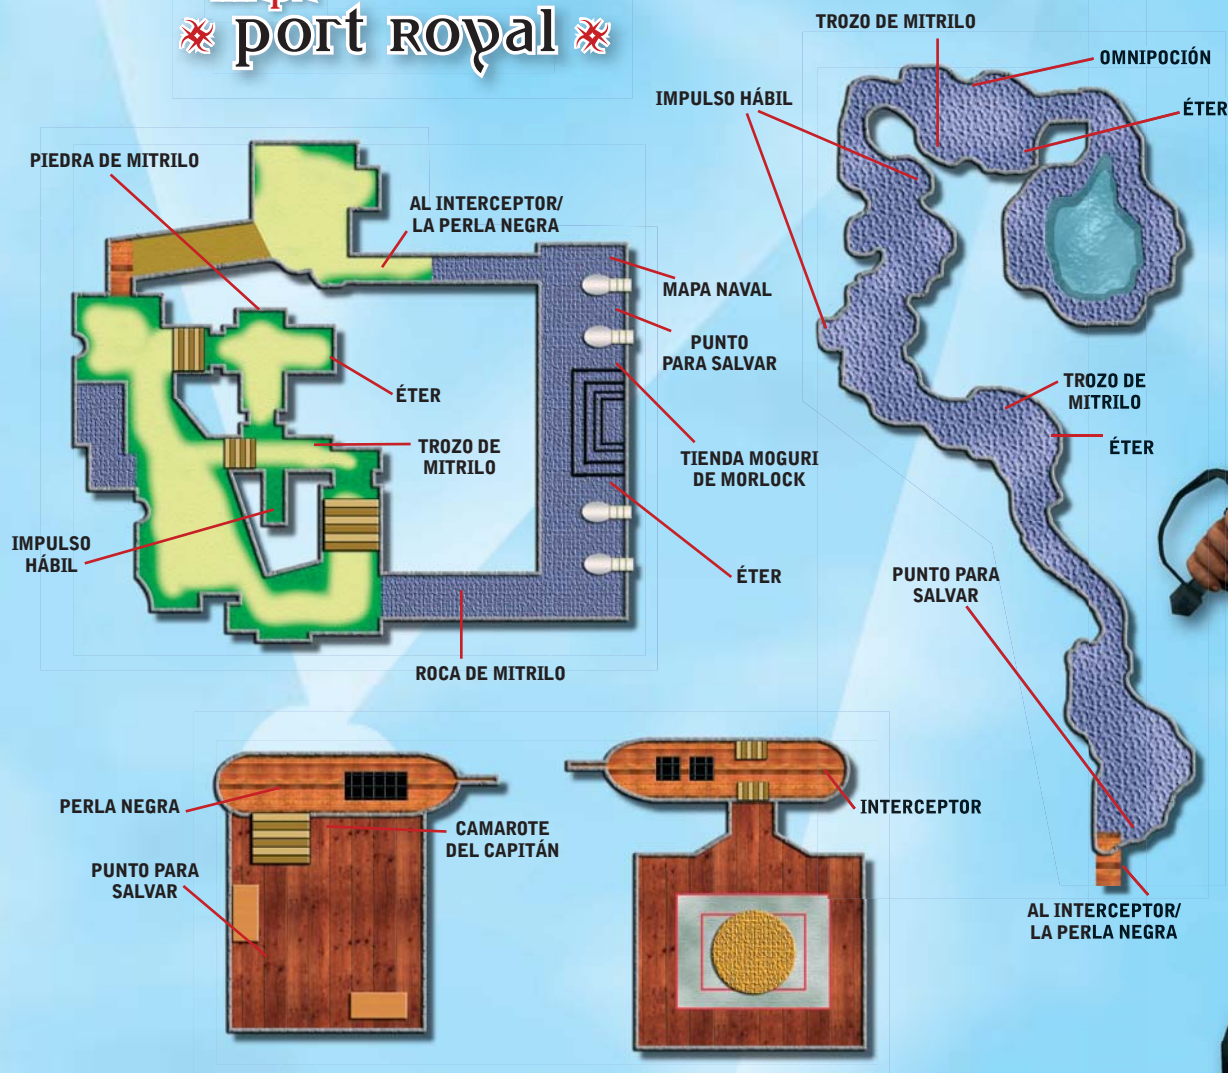 port Royal
TROZO DE MITRILO
OMNIPOCIÓN
IMPULSO HÁBIL
ÉTER
PIEDRA DE MITRILO
AL INTERCEPTOR/
LA PERLA NEGRA
MAPA NAVAL
PUNTO
PARA SALVAR
ÉTER
TROZO DE
MITRILO
TIENDA MOGURI
DE MORLOCK
IMPULSO
HÁBIL
ÉTER
ROCA DE MITRILO
TROZO DE
MITRILO
ÉTER
PUNTO PARA
SALVAR
AL INTERCEPTOR/
LA PERLA NEGRA
PERLA NEGRA
CAMAROTE
DEL CAPITÁN
PUNTO PARA
SALVAR
INTERCEPTOR